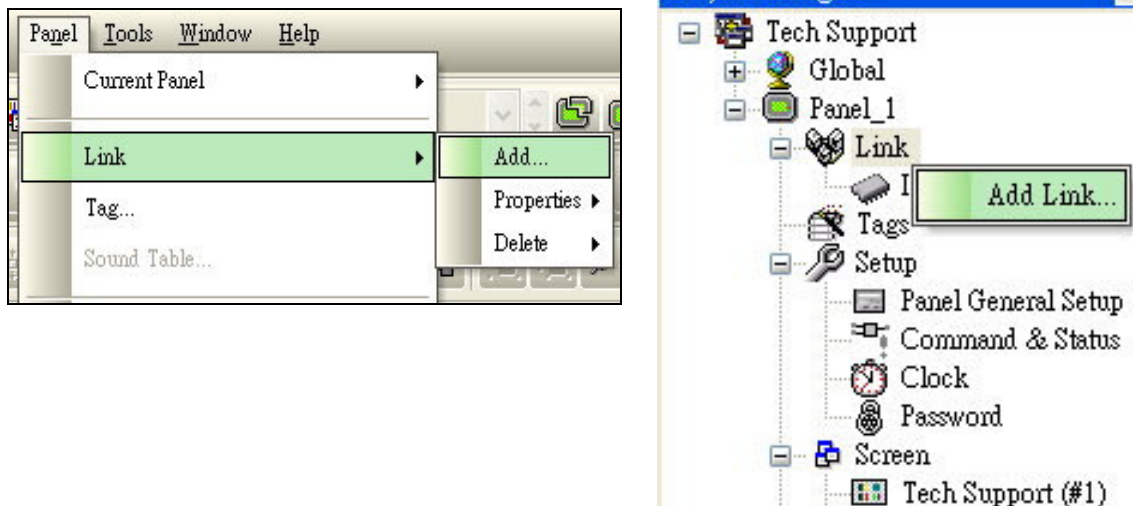 Panel Tools Window Help
Current Panel
Link
Add...
Tag...
Properties
Sound Table...
Delete
Tech Support
Global
Panel_1
Link
Add Link...
Tags
Setup
Panel General Setup
Command & Status
Clock
Password
Screen
Tech Support (#1)